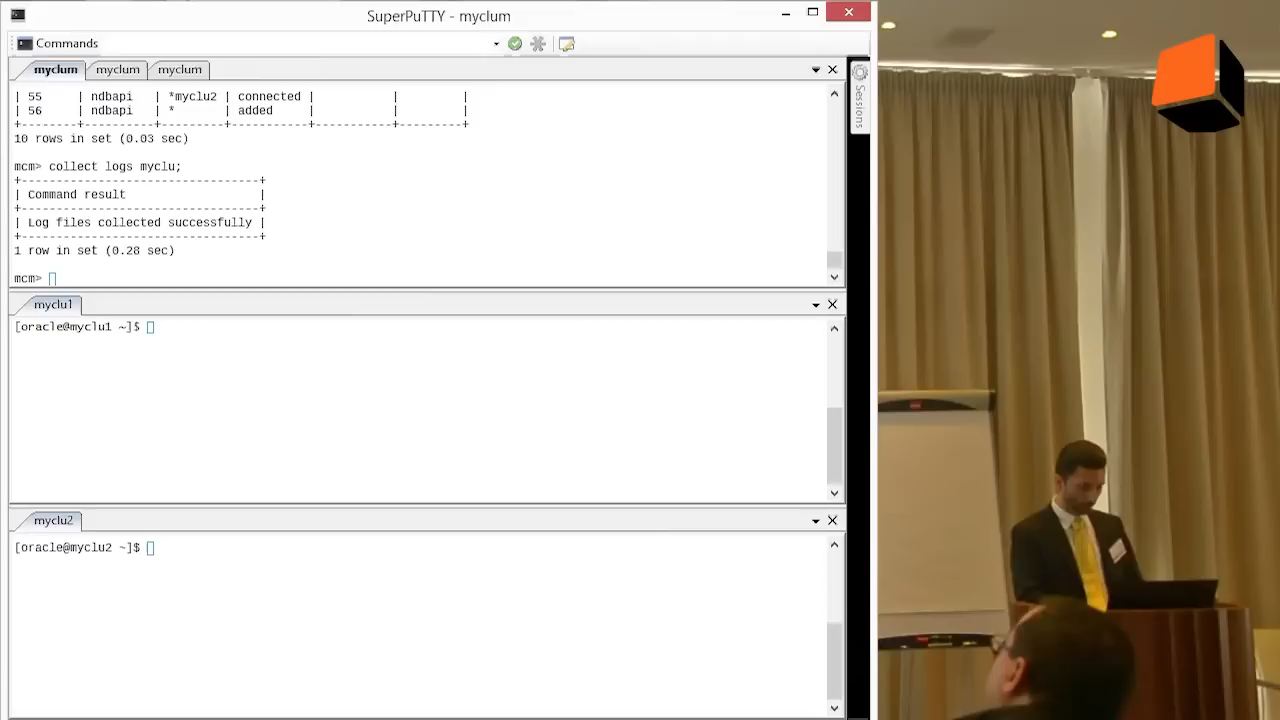 SuperPuTTY - myclum
Commands
myclum myclum myclum
| 55 | ndbapi *myclu2 | connected | | |
| 56 | ndbapi * | added | | |
+--------+----------+--------+-----------+-----------+---------+
10 rows in set (0.03 sec)
mcm> collect logs myclu;
+----------------------------------+
| Command result |
+----------------------------------+
| Log files collected successfully |
+----------------------------------+
1 row in set (0.28 sec)
mcm>
Sessions
myclu1
[oracle@myclu1 ~]$
myclu2
[oracle@myclu2 ~]$